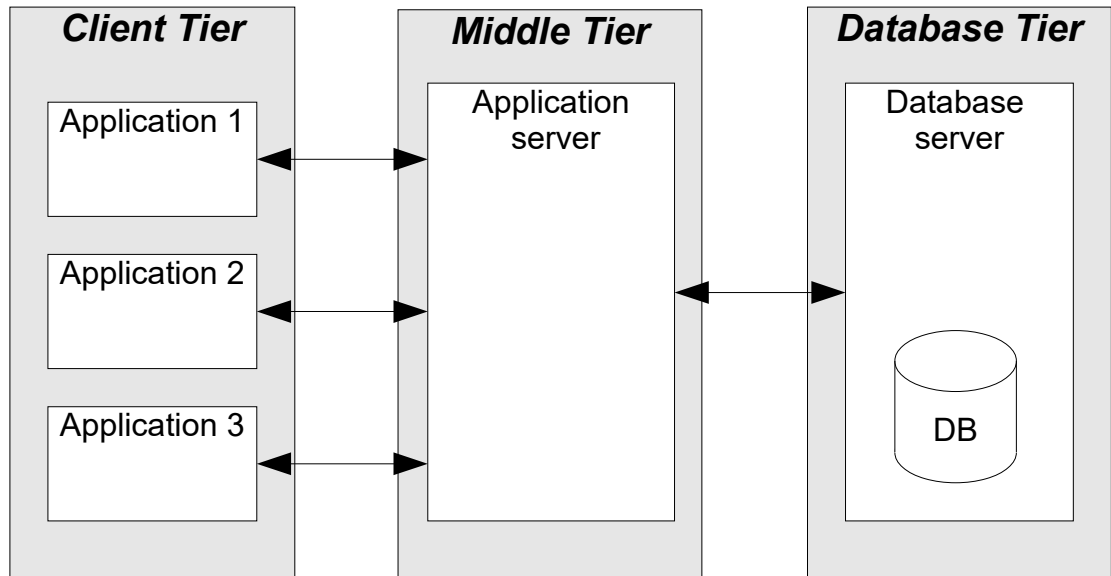 Client Tier
Application 1
Application 2
Application 3
Middle Tier
Application
server
Database Tier
Database
server
DB